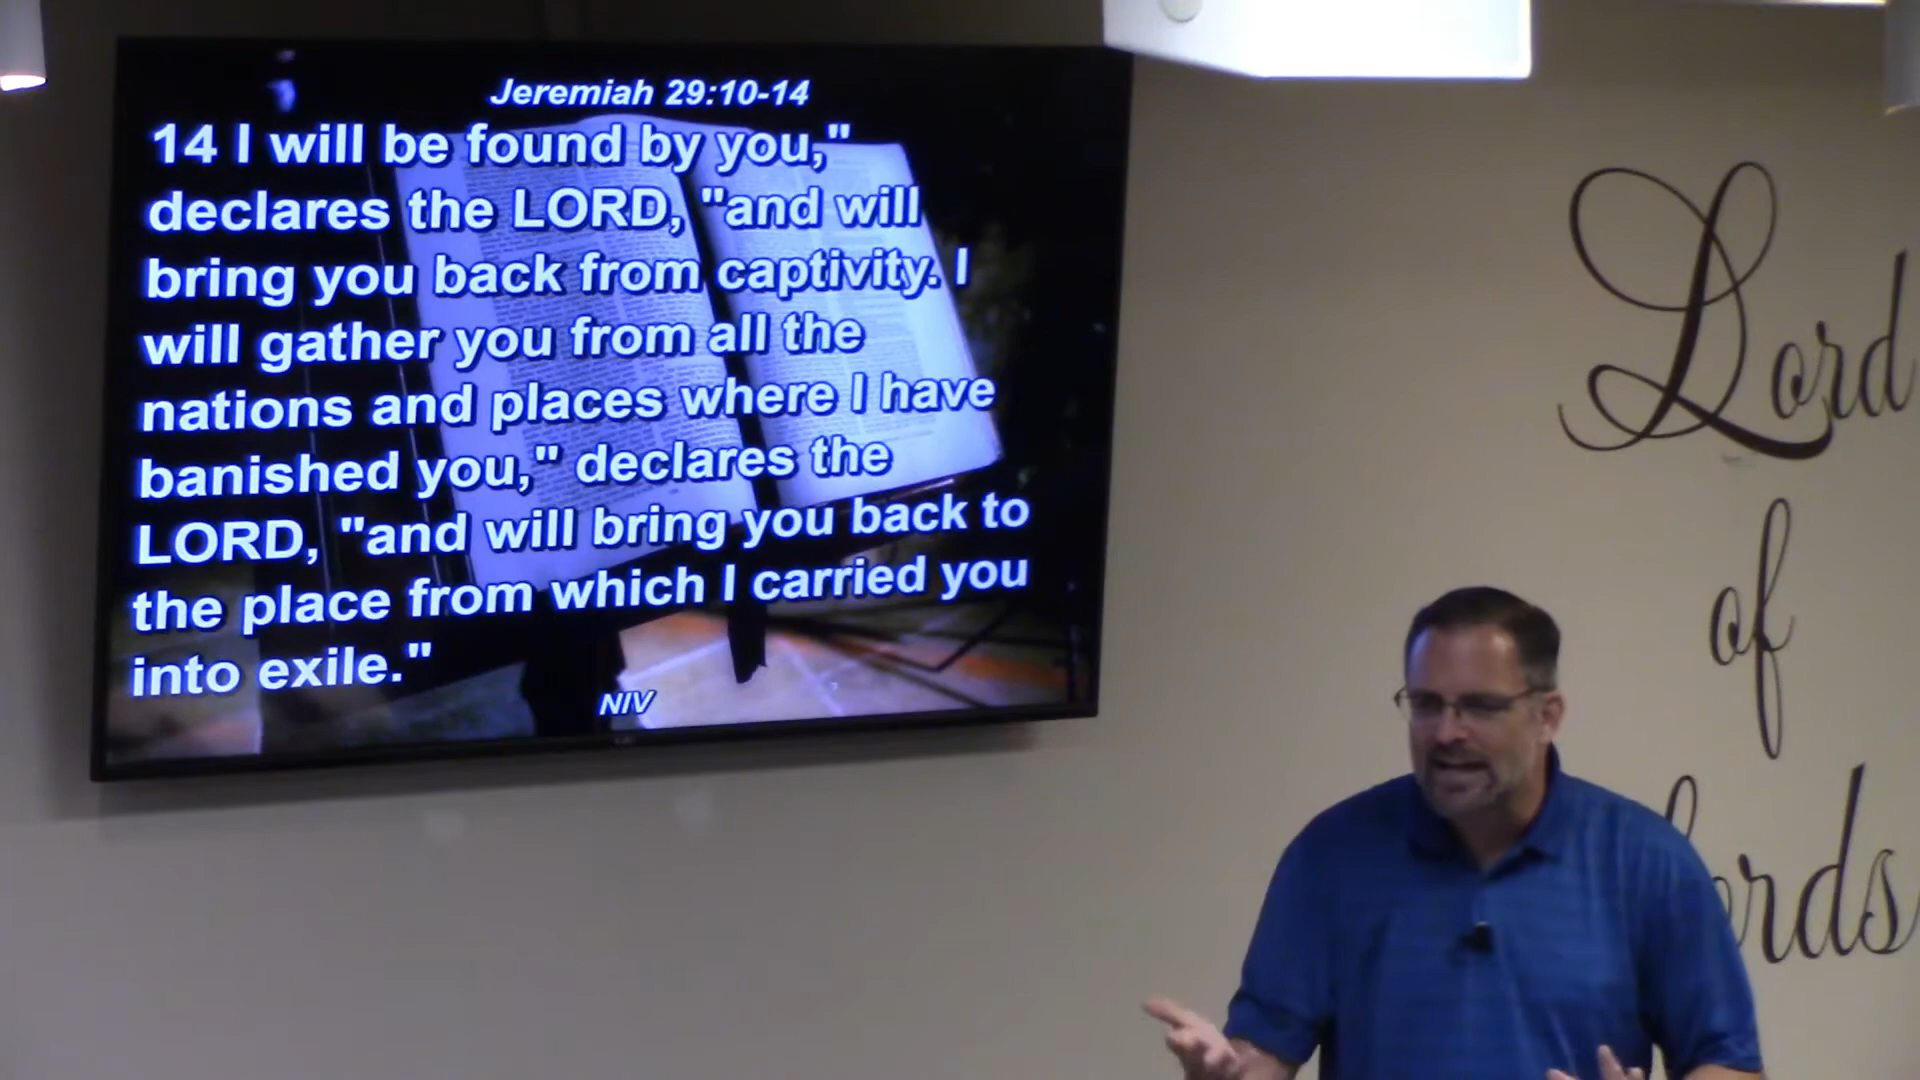 Jeremiah 29:10-14
14 I will be found by you,"
declares the LORD, "and will
bring you back from captivity. I
will gather you from all the
nations and places where I have
banished you," declares the
LORD, "and will bring you back to
the place from which I carried you
into exile."
NIV
Lord
of
Lords